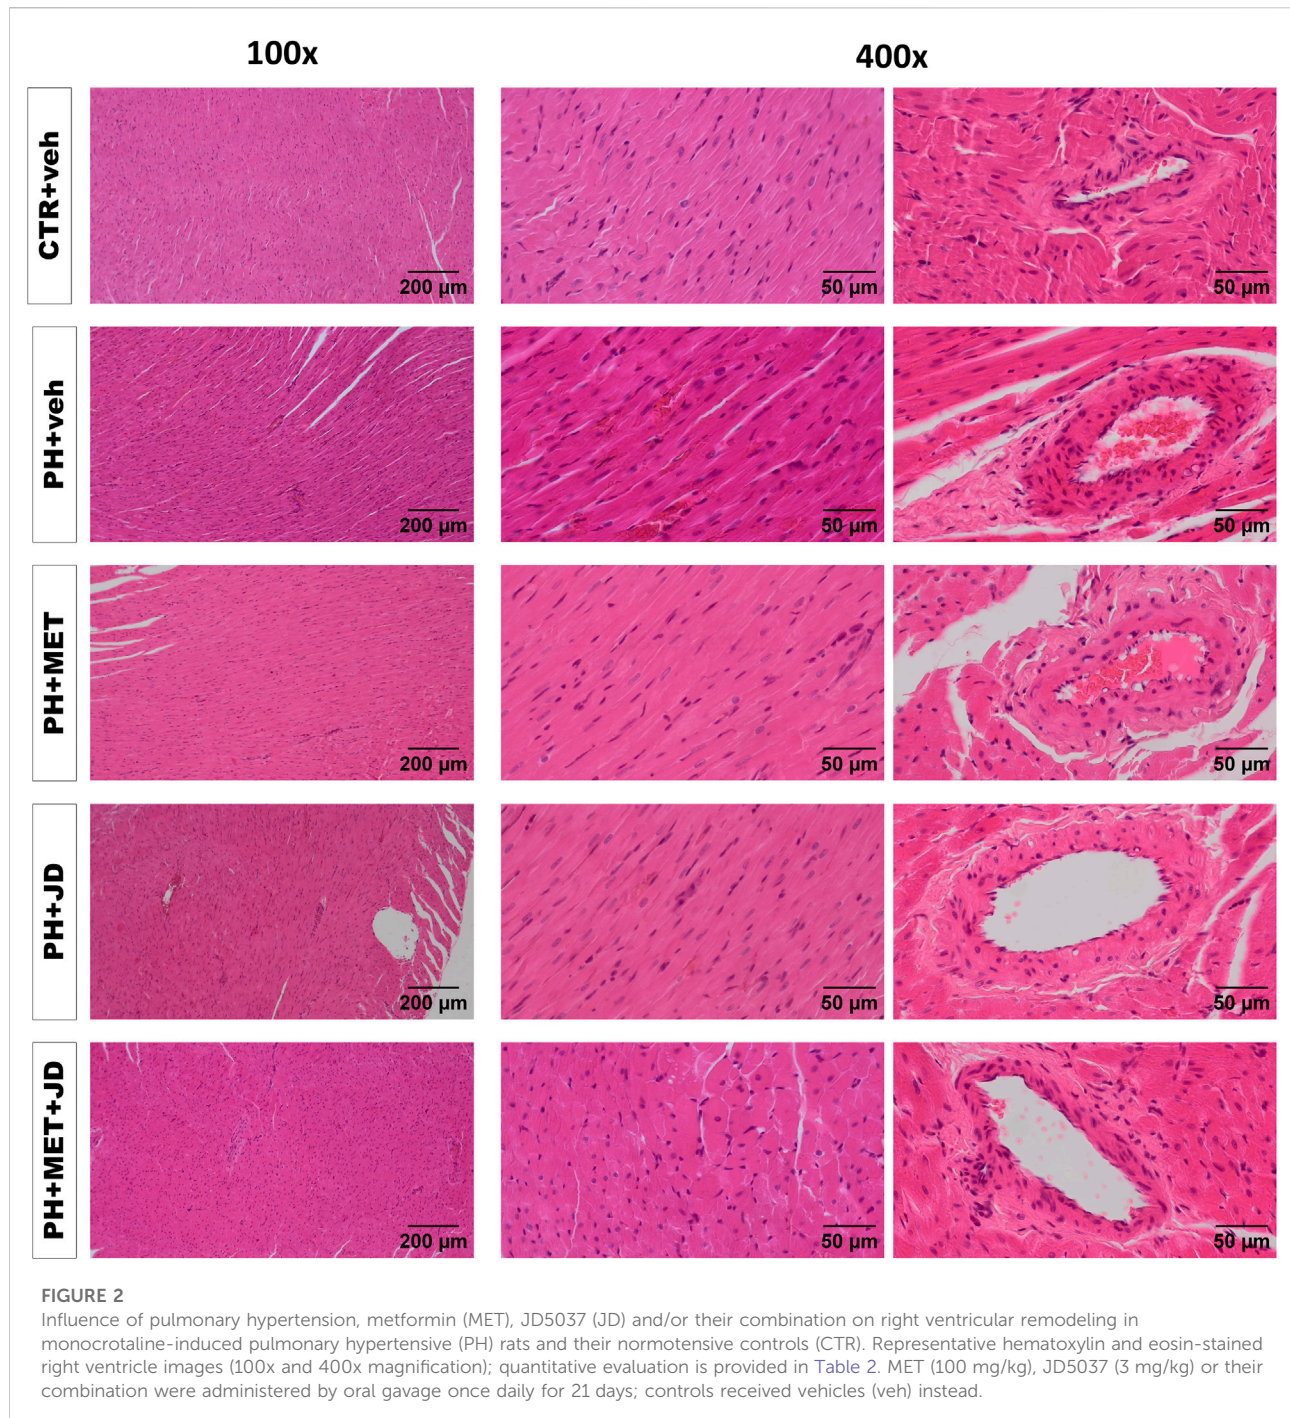 100x
400x
CTR+veh
200 µm
50 µm
50 µm
PH+veh
200 µm
50 µm
50 µm
PH+MET
200 µm
50 µm
50 µm
PH+JD
200 µm
50 µm
50 µm
PH+MET+JD
200 µm
50 µm
50 µm
FIGURE 2
Influence of pulmonary hypertension, metformin (MET), JD5037 (JD) and/or their combination on right ventricular remodeling in
monocrotaline-induced pulmonary hypertensive (PH) rats and their normotensive controls (CTR). Representative hematoxylin and eosin-stained
right ventricle images (100x and 400x magnification); quantitative evaluation is provided in Table 2. MET (100 mg/kg), JD5037 (3 mg/kg) or their
combination were administered by oral gavage once daily for 21 days; controls received vehicles (veh) instead.